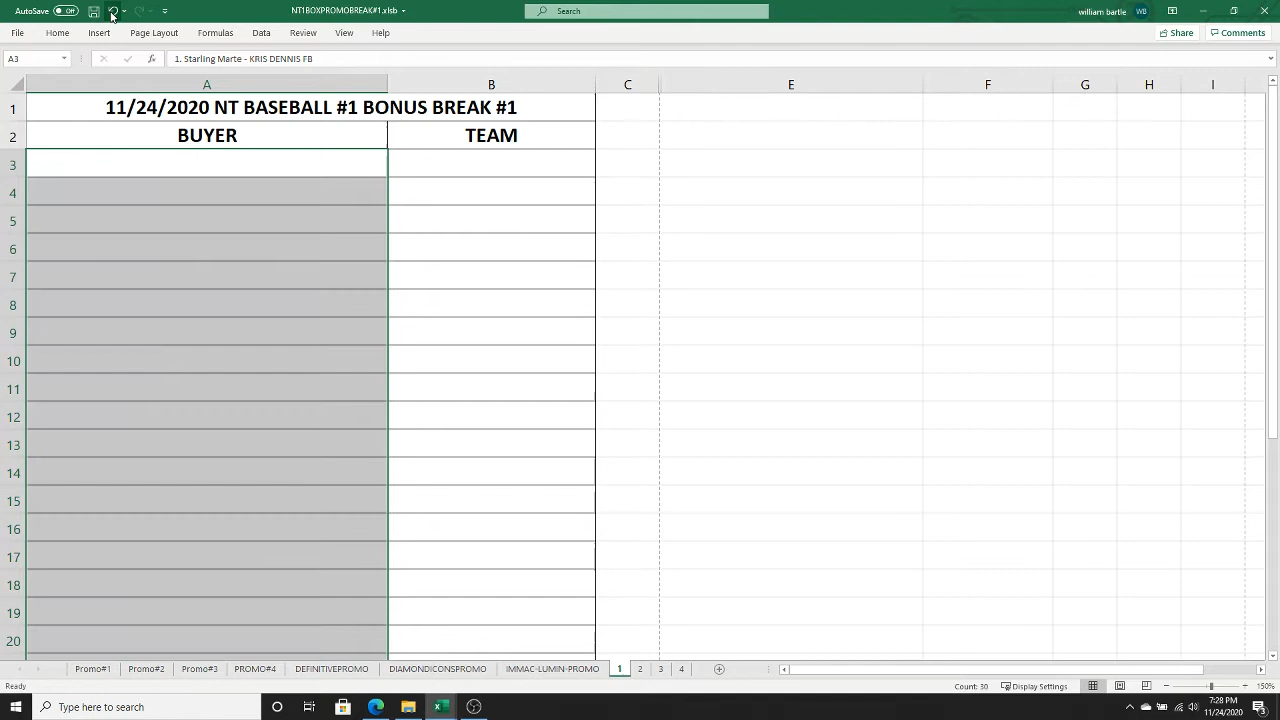 AutoSave Off NT1BOXPROMOBREAK#1.xlsb Search william bartle WB
File Home Insert Page Layout Formulas Data Review View Help Share Comments
A3 fx 1. Starling Marte - KRIS DENNIS FB
A B C E F G H I
1 11/24/2020 NT BASEBALL #1 BONUS BREAK #1
2 BUYER TEAM
3
4
5
6
7
8
9
10
11
12
13
14
15
16
17
18
19
20
Promo#1 Promo#2 Promo#3 PROMO#4 DEFINITIVEPROMO DIAMONDICONSPROMO IMMAC-LUMIN-PROMO 1 2 3 4
Ready Count: 30 Display Settings 150%
Type here to search 7:28 PM
11/24/2020 3